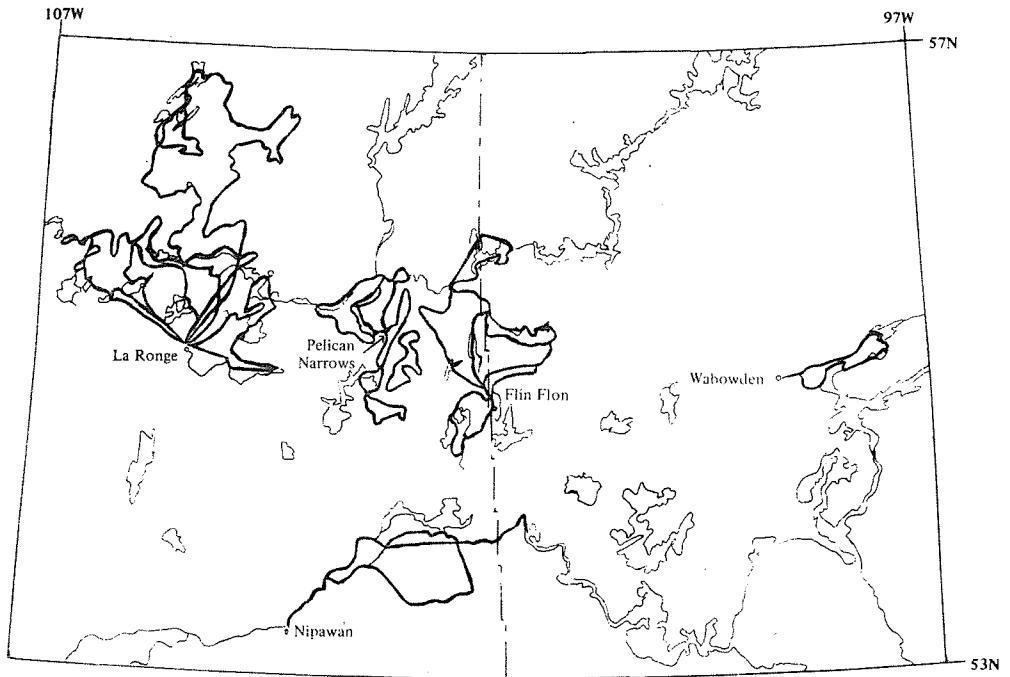 107W
97W
57N
La Ronge
Pelican
Narrows
Wabowden
Flin Flon
Nipawan
53N